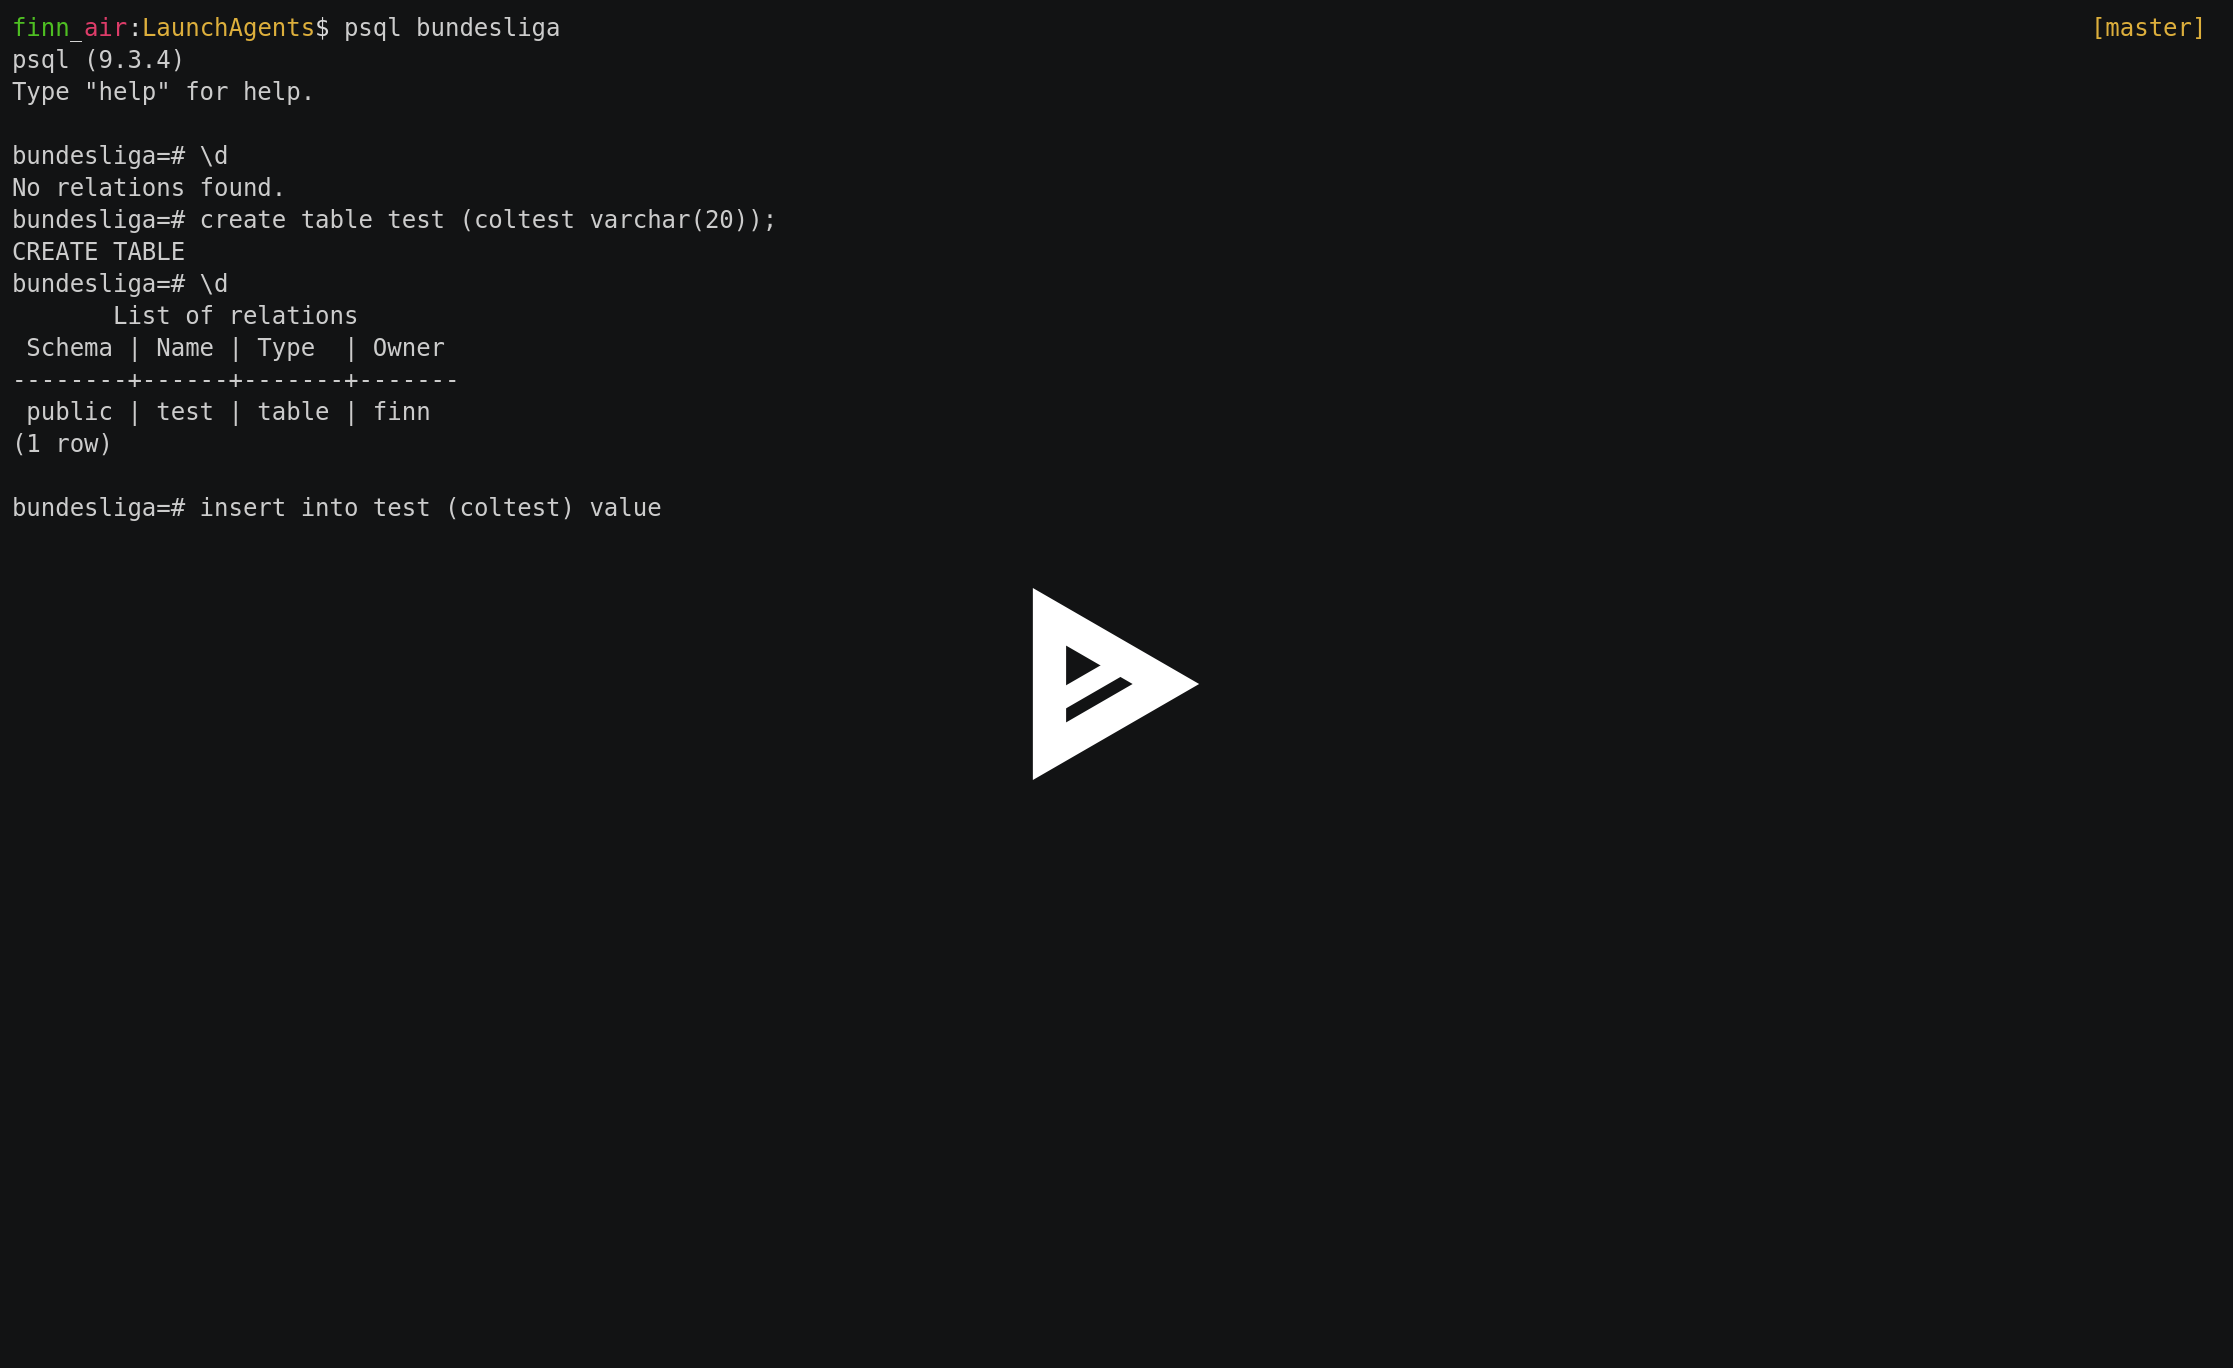 finn_air:LaunchAgents$ psql bundesliga [master]
psql (9.3.4)
Type "help" for help.
bundesliga=# \d
No relations found.
bundesliga=# create table test (coltest varchar(20));
CREATE TABLE
bundesliga=# \d
       List of relations
 Schema | Name | Type  | Owner
--------+------+-------+-------
 public | test | table | finn
(1 row)
bundesliga=# insert into test (coltest) value